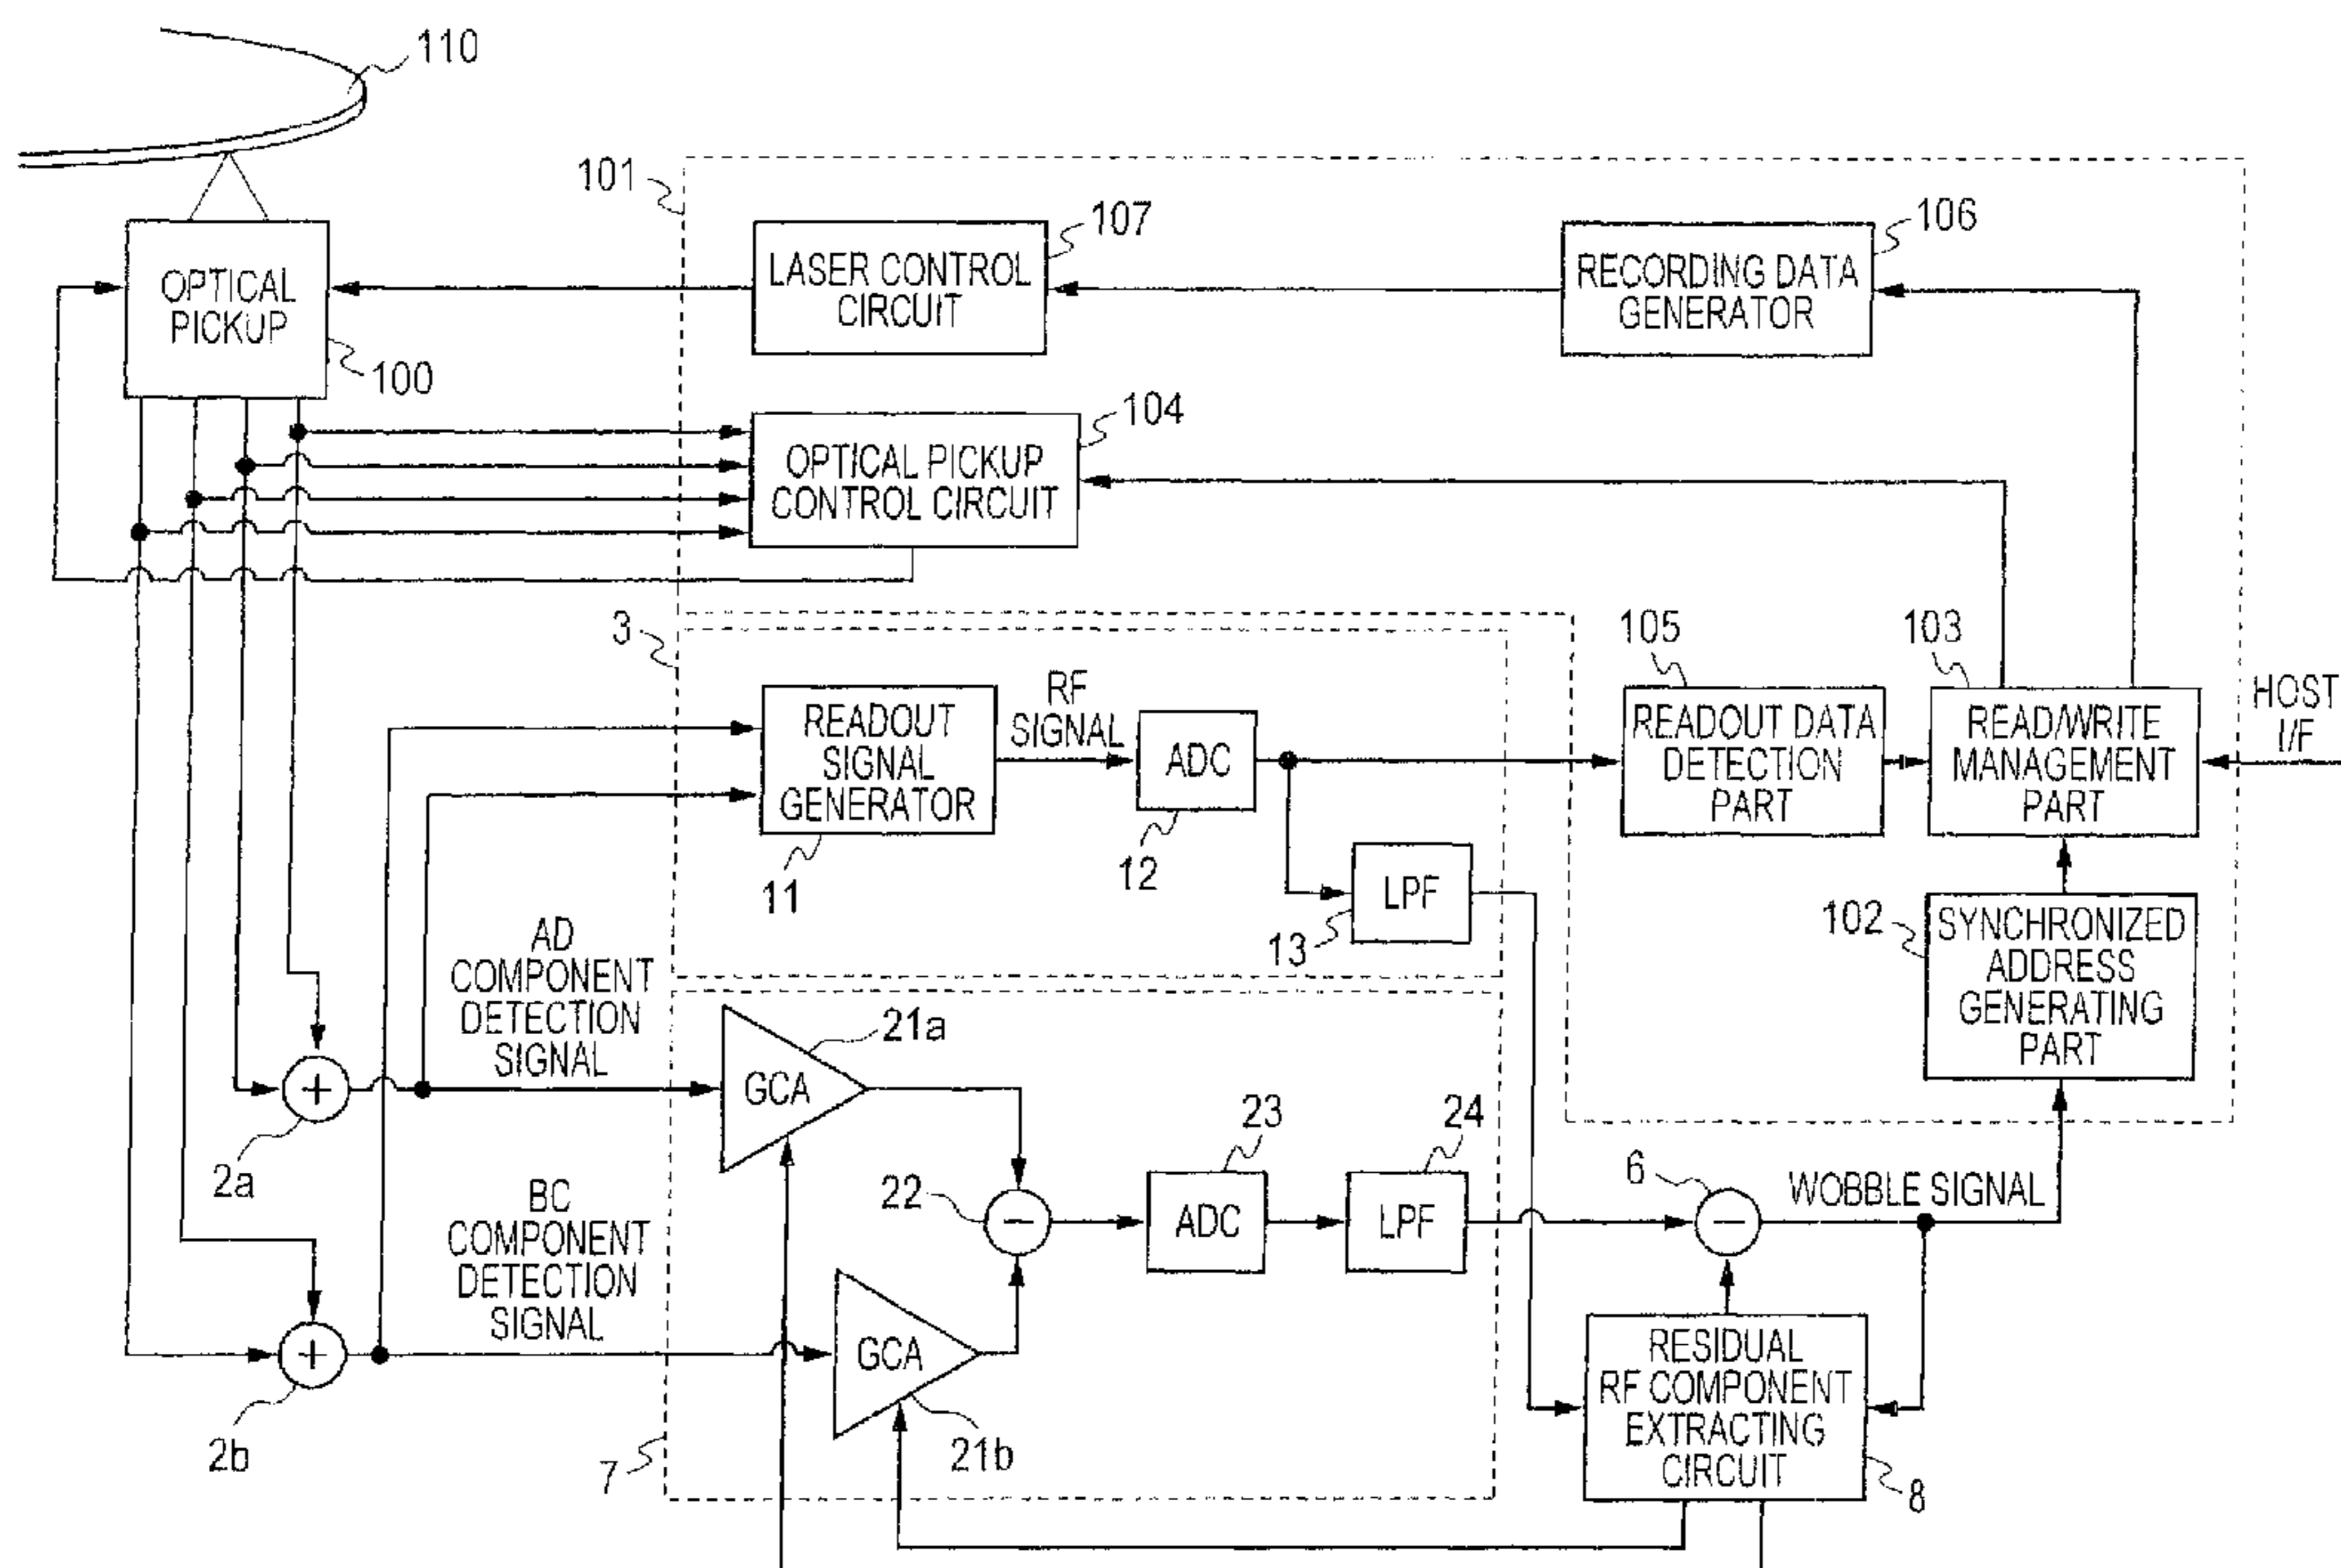 110
101
107
106
LASER CONTROL
CIRCUIT
RECORDING DATA
GENERATOR
OPTICAL
PICKUP
100
104
OPTICAL PICKUP
CONTROL CIRCUIT
3
105
103
READOUT
SIGNAL
GENERATOR
RF
SIGNAL
ADC
READOUT DATA
DETECTION
PART
READ/WRITE
MANAGEMENT
PART
HOST
I/F
11
12
LPF
13
102
SYNCHRONIZED
ADDRESS
GENERATING
PART
AD
COMPONENT
DETECTION
SIGNAL
21a
GCA
+
2a
23
24
22
−
ADC
LPF
6
−
WOBBLE SIGNAL
BC
COMPONENT
DETECTION
SIGNAL
+
2b
GCA
21b
7
RESIDUAL
RF COMPONENT
EXTRACTING
CIRCUIT
8